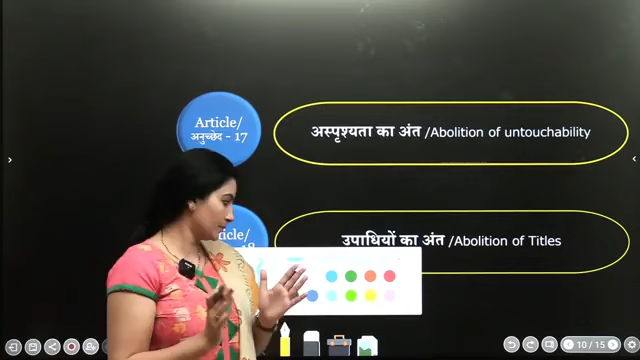 Article/
अनुच्छेद - 17
अस्पृश्यता का अंत /Abolition of untouchability
उपाधियों का अंत /Abolition of Titles
10 / 15